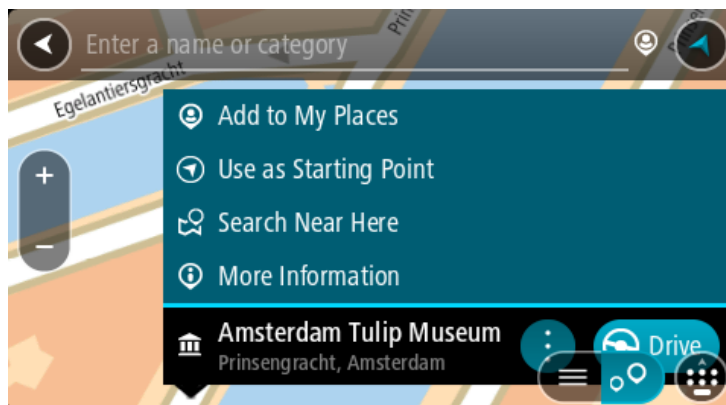 Enter a name or category
Egelantiersgracht
Add to My Places
Use as Starting Point
Search Near Here
More Information
Amsterdam Tulip Museum
Prinsengracht, Amsterdam
Drive